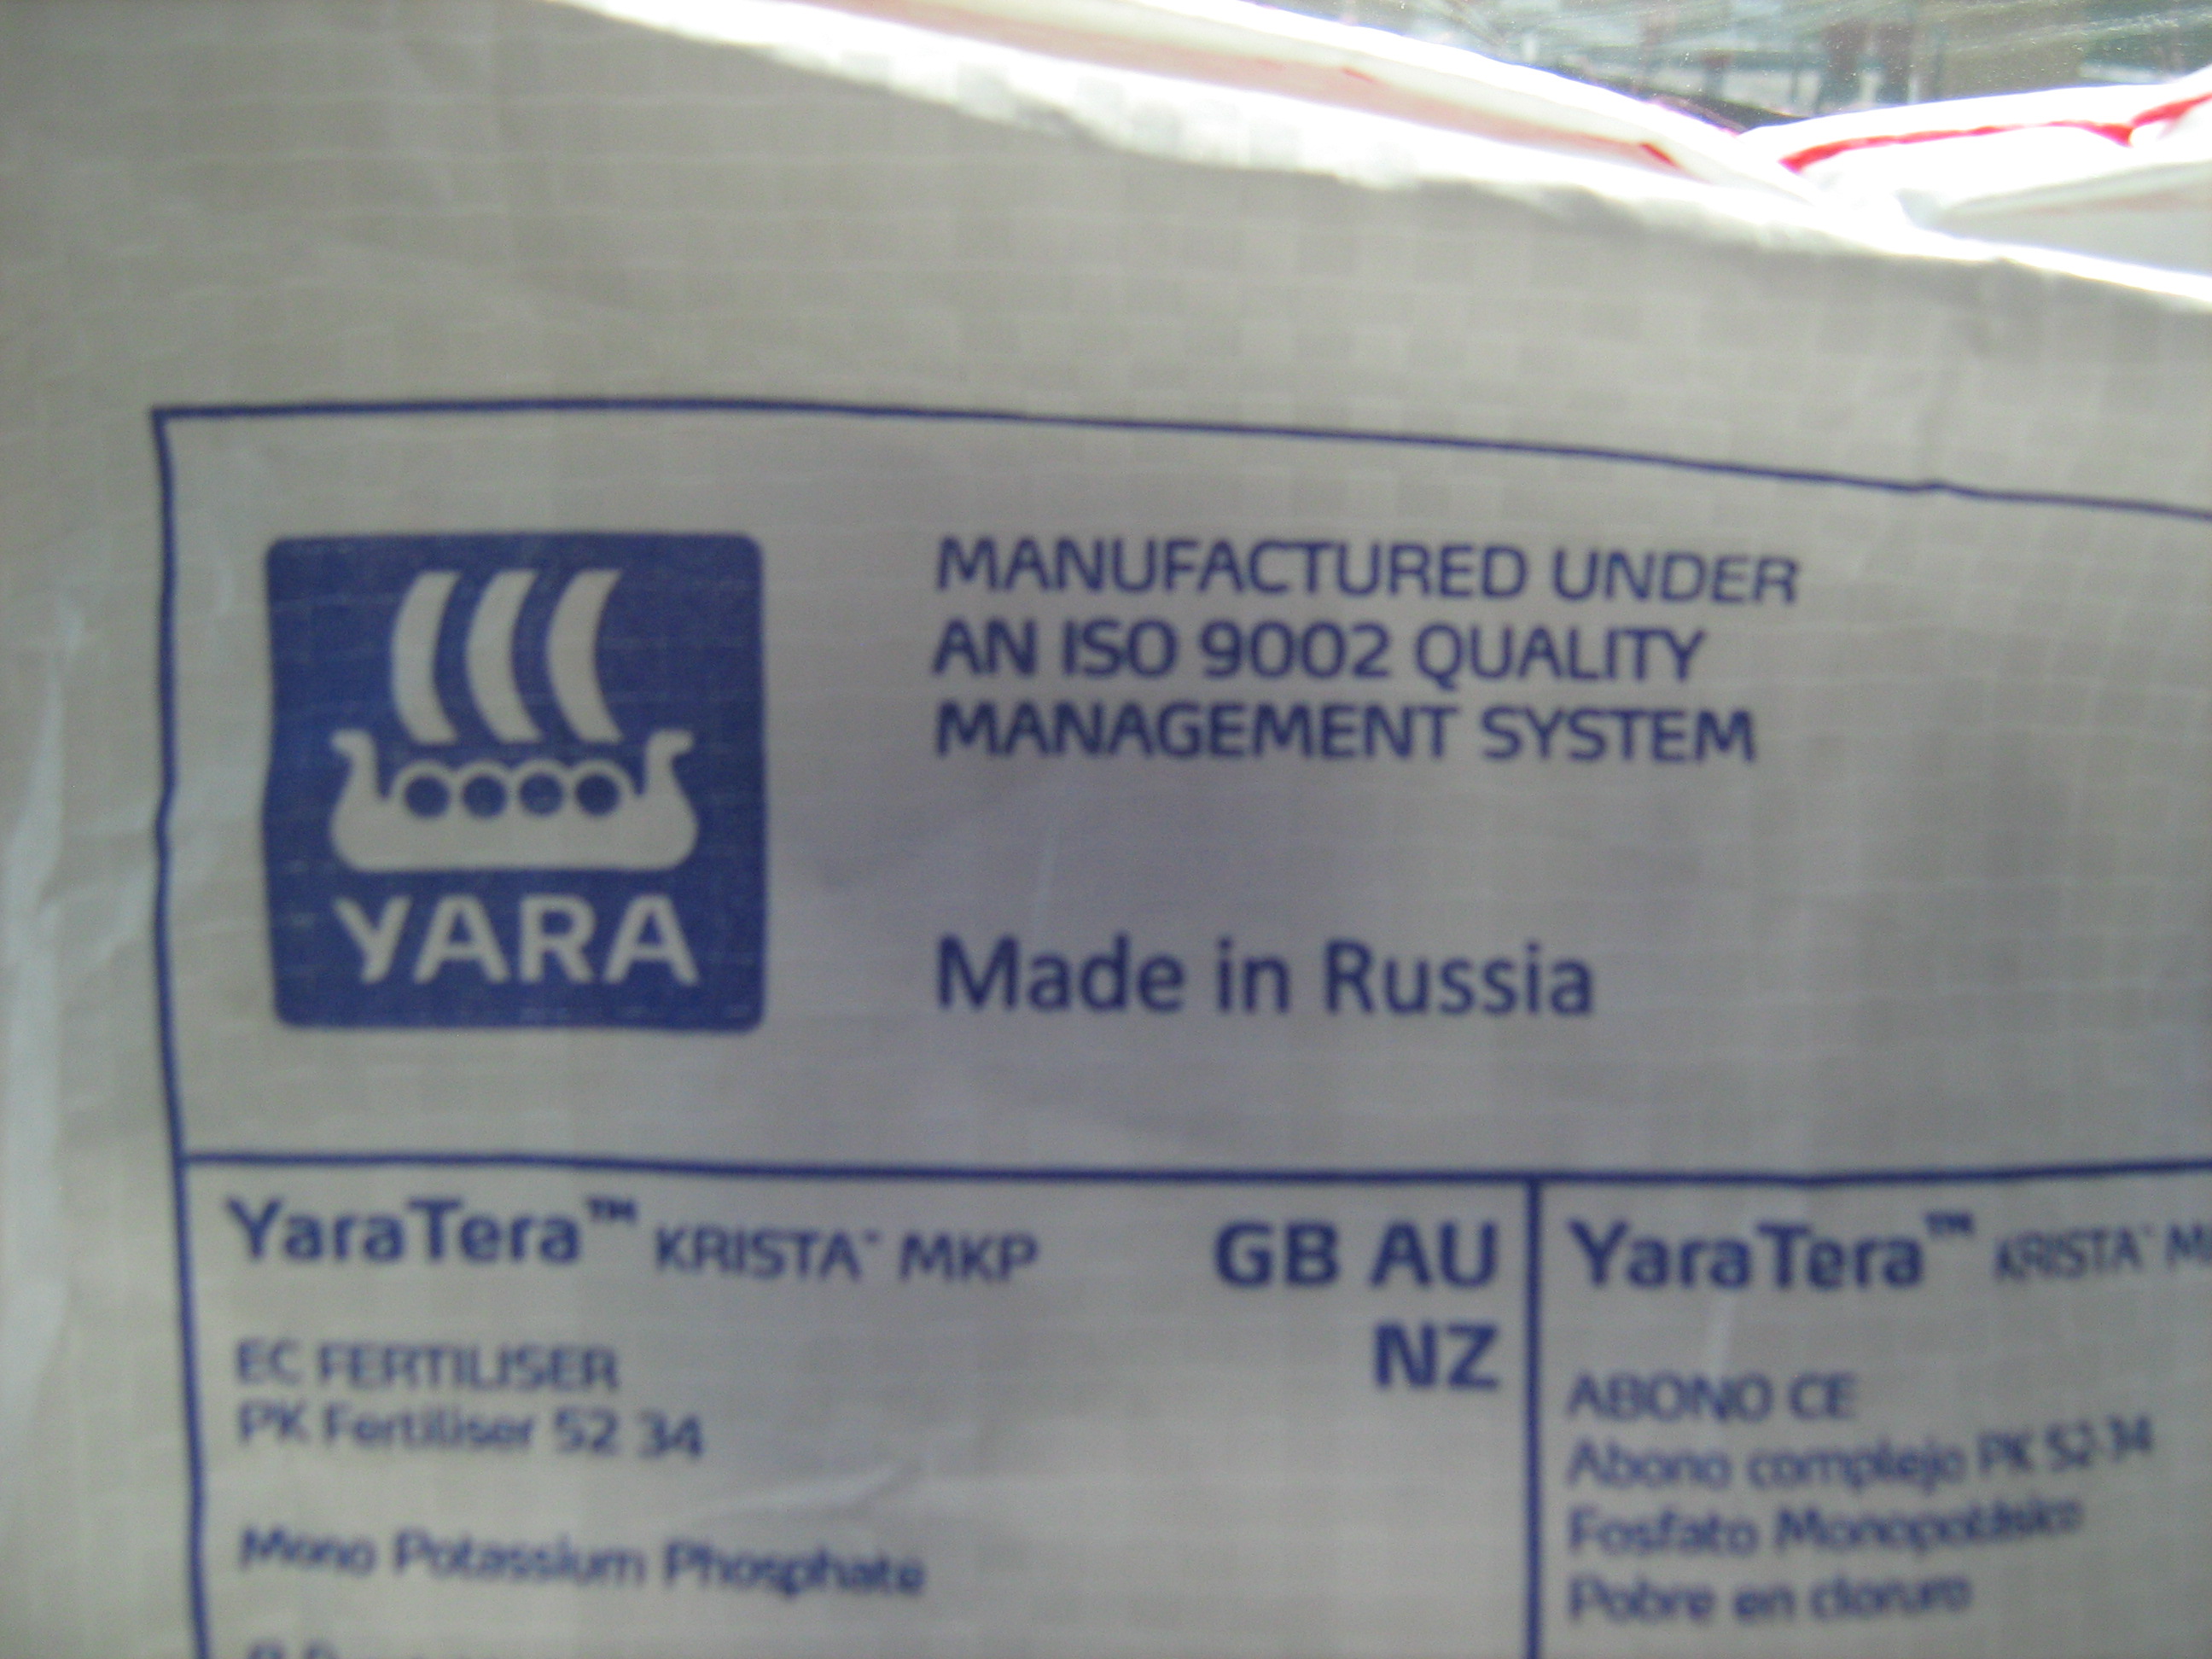 YARA
MANUFACTURED UNDER
AN ISO 9002 QUALITY
MANAGEMENT SYSTEM
Made in Russia
YaraTera™ KRISTA™ MKP
GB AU
NZ
EC FERTILISER
PK Fertiliser 52 34
Mono Potassium Phosphate
YaraTera™ KRISTA™
ABONO CE
Abono complejo PK 52-34
Fosfato Monopotásico
Pobre en cloruro